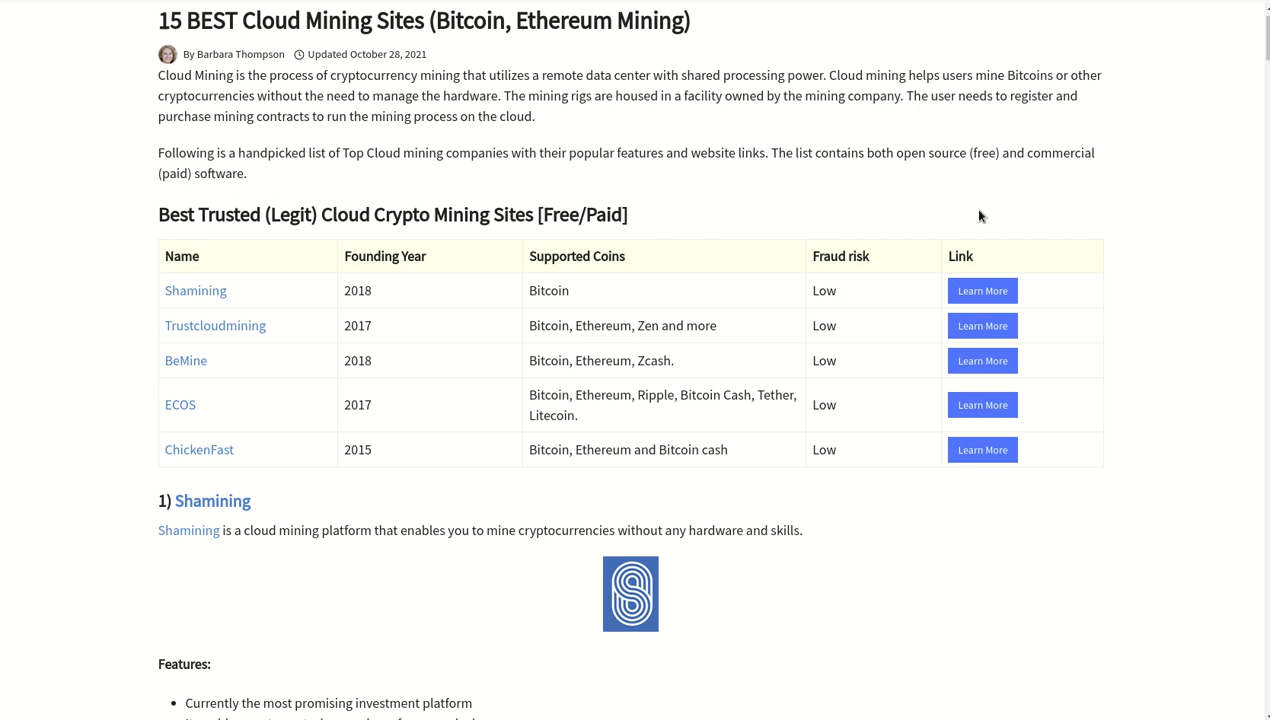 15 BEST Cloud Mining Sites (Bitcoin, Ethereum Mining)
By Barbara Thompson Updated October 28, 2021
Cloud Mining is the process of cryptocurrency mining that utilizes a remote data center with shared processing power. Cloud mining helps users mine Bitcoins or other
cryptocurrencies without the need to manage the hardware. The mining rigs are housed in a facility owned by the mining company. The user needs to register and
purchase mining contracts to run the mining process on the cloud.
Following is a handpicked list of Top Cloud mining companies with their popular features and website links. The list contains both open source (free) and commercial
(paid) software.
Best Trusted (Legit) Cloud Crypto Mining Sites [Free/Paid]
Name Founding Year Supported Coins Fraud risk Link
Shamining 2018 Bitcoin Low Learn More
Trustcloudmining 2017 Bitcoin, Ethereum, Zen and more Low Learn More
BeMine 2018 Bitcoin, Ethereum, Zcash. Low Learn More
ECOS 2017 Bitcoin, Ethereum, Ripple, Bitcoin Cash, Tether, Low Learn More
Litecoin.
ChickenFast 2015 Bitcoin, Ethereum and Bitcoin cash Low Learn More
1) Shamining
Shamining is a cloud mining platform that enables you to mine cryptocurrencies without any hardware and skills.
Features:
• Currently the most promising investment platform